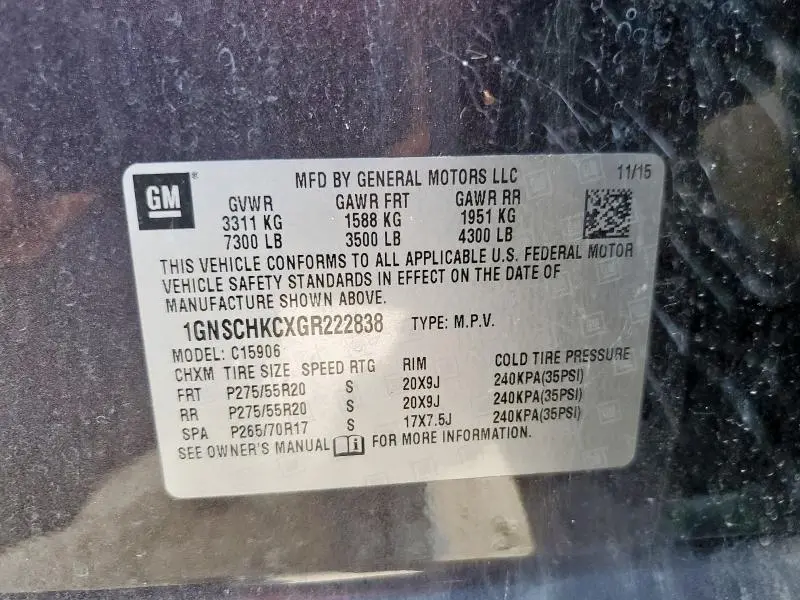 GM ® MFD BY GENERAL MOTORS LLC 11/15
GVWR GAWR FRT GAWR RR
3311 KG 1588 KG 1951 KG
7300 LB 3500 LB 4300 LB
THIS VEHICLE CONFORMS TO ALL APPLICABLE U.S. FEDERAL MOTOR
VEHICLE SAFETY STANDARDS IN EFFECT ON THE DATE OF
MANUFACTURE SHOWN ABOVE.
1GNSCHKCXGR222838 TYPE: M.P.V.
MODEL: C15906
CHXM TIRE SIZE SPEED RTG RIM COLD TIRE PRESSURE
FRT P275/55R20 S 20X9J 240KPA(35PSI)
RR P275/55R20 S 20X9J 240KPA(35PSI)
SPA P265/70R17 S 17X7.5J 240KPA(35PSI)
SEE OWNER'S MANUAL i FOR MORE INFORMATION.